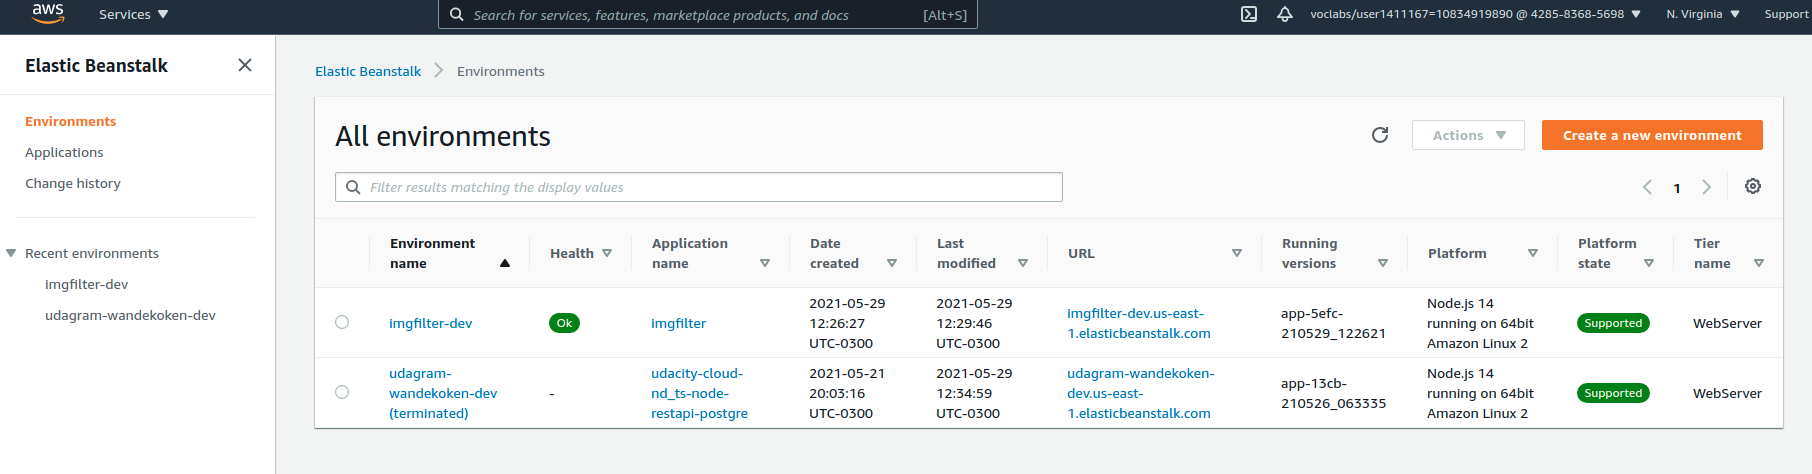 aws
Services
Search for services, features, marketplace products, and docs [Alt+S]
voclabs/user1411167=10834919890 @ 4285-8368-5698
N. Virginia
Support
Elastic Beanstalk
Environments
Applications
Change history
Recent environments
imgfilter-dev
udagram-wandekoken-dev
Elastic Beanstalk
Environments
All environments
Actions
Create a new environment
Filter results matching the display values
1
Environment
name
Health
Application
name
Date
created
Last
modified
URL
Running
versions
Platform
Platform
state
Tier
name
imgfilter-dev
Ok
imgfilter
2021-05-29
12:26:27
UTC-0300
2021-05-29
12:29:46
UTC-0300
imgfilter-dev.us-east-
1.elasticbeanstalk.com
app-5efc-
210529_122621
Node.js 14
running on 64bit
Amazon Linux 2
Supported
WebServer
udagram-
wandekoken-dev
(terminated)
-
udacity-cloud-
nd_ts-node-
restapi-postgre
2021-05-21
20:03:16
UTC-0300
2021-05-29
12:34:59
UTC-0300
udagram-wandekoken-
dev.us-east-
1.elasticbeanstalk.com
app-13cb-
210526_063335
Node.js 14
running on 64bit
Amazon Linux 2
Supported
WebServer